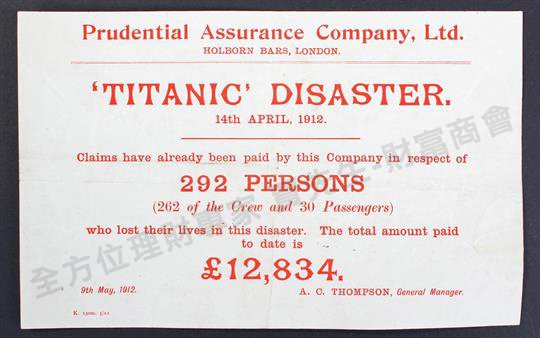 Prudential Assurance Company, Ltd.
HOLBORN BARS, LONDON.
'TITANIC' DISASTER.
14th APRIL, 1912.
Claims have already been paid by this Company in respect of
292 PERSONS
(262 of the Crew and 30 Passengers)
who lost their lives in this disaster. The total amount paid
to date is
£12,834.
9th May, 1912.
A. C. THOMPSON, General Manager.
全方位理財專家
先生-財富商會